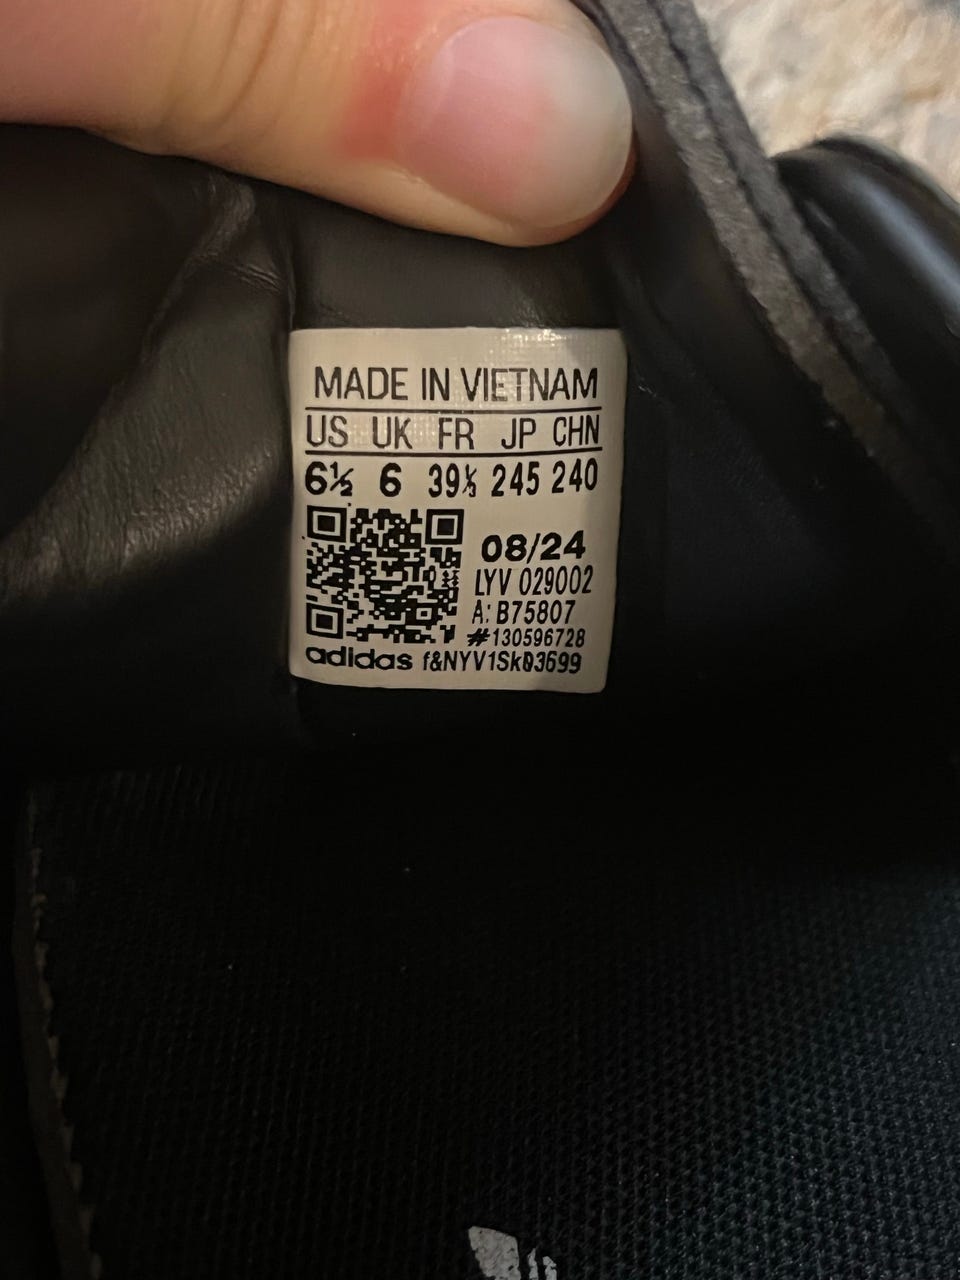 MADE IN VIETNAM
US UK FR JP CHN
6½ 6 39⅓ 245 240
08/24
LYV 029002
A: B75807
#130596728
adidas f&NYV1Sk03699